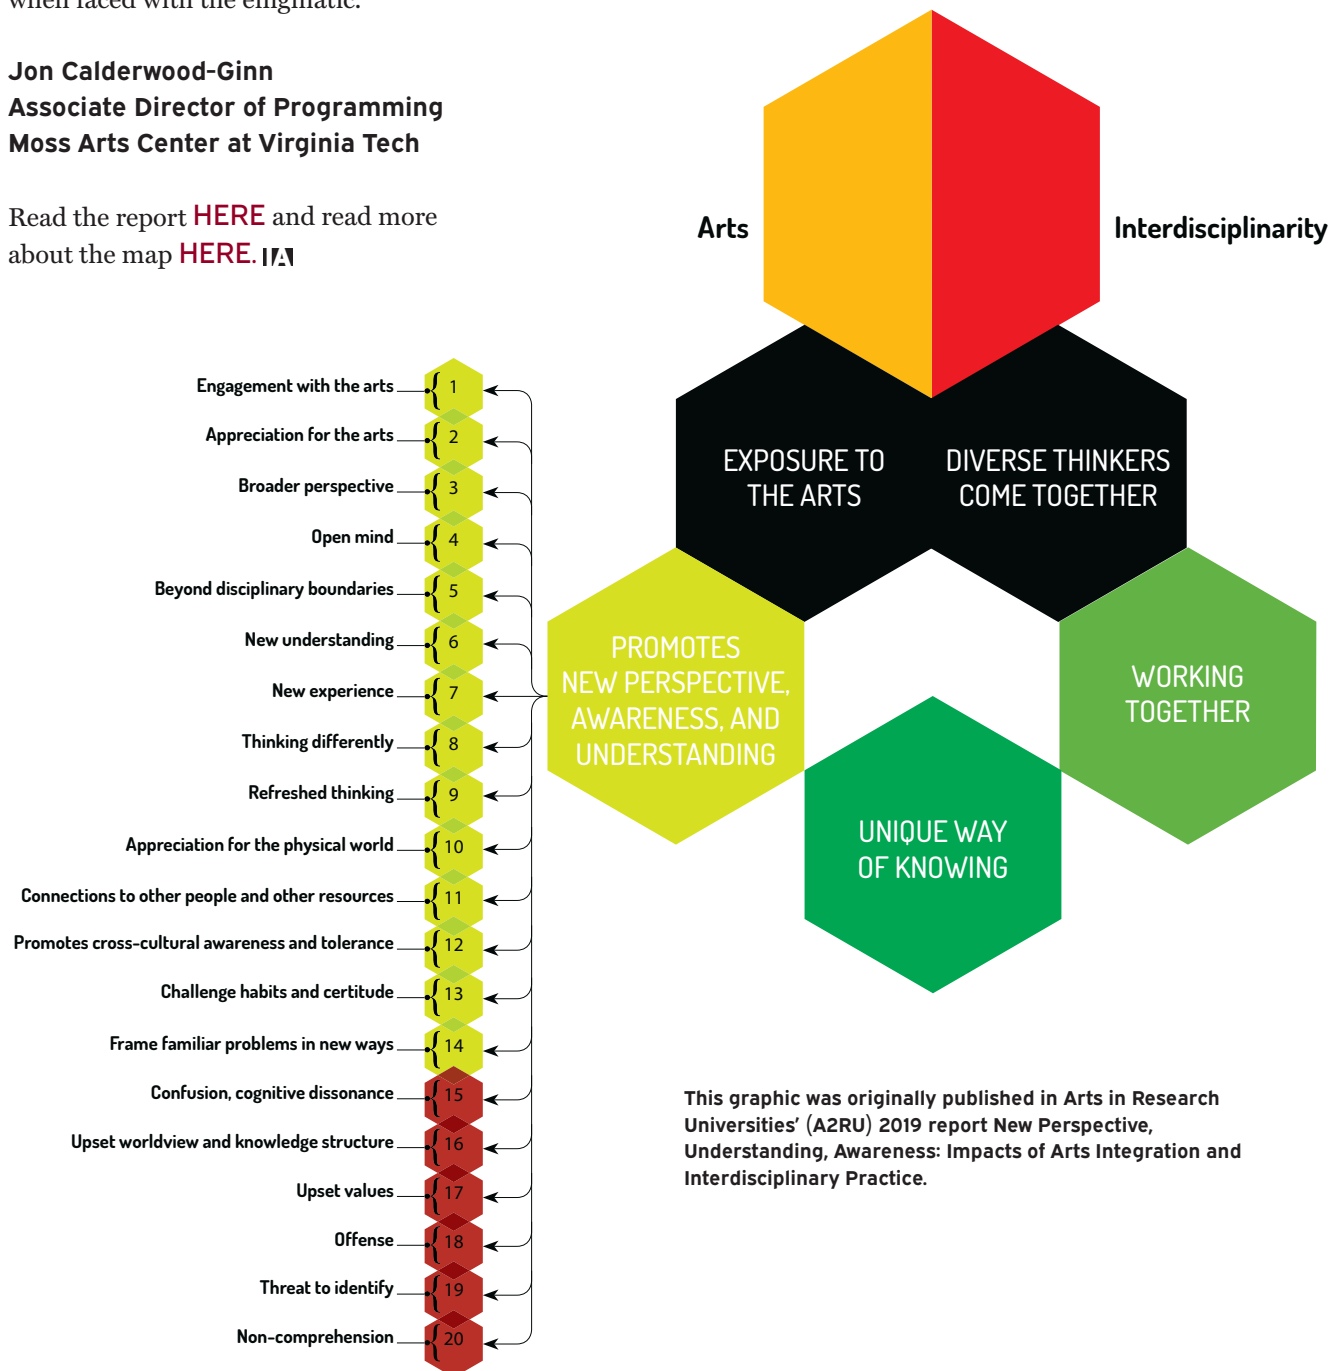 when faced with the enigmatic.
Jon Calderwood-Ginn
Associate Director of Programming
Moss Arts Center at Virginia Tech
Read the report HERE and read more
about the map HERE.
Arts
Interdisciplinarity
EXPOSURE TO
THE ARTS
DIVERSE THINKERS
COME TOGETHER
PROMOTES
NEW PERSPECTIVE,
AWARENESS, AND
UNDERSTANDING
WORKING
TOGETHER
UNIQUE WAY
OF KNOWING
Engagement with the arts 1
Appreciation for the arts 2
Broader perspective 3
Open mind 4
Beyond disciplinary boundaries 5
New understanding 6
New experience 7
Thinking differently 8
Refreshed thinking 9
Appreciation for the physical world 10
Connections to other people and other resources 11
Promotes cross-cultural awareness and tolerance 12
Challenge habits and certitude 13
Frame familiar problems in new ways 14
Confusion, cognitive dissonance 15
Upset worldview and knowledge structure 16
Upset values 17
Offense 18
Threat to identify 19
Non-comprehension 20
This graphic was originally published in Arts in Research
Universities' (A2RU) 2019 report New Perspective,
Understanding, Awareness: Impacts of Arts Integration and
Interdisciplinary Practice.